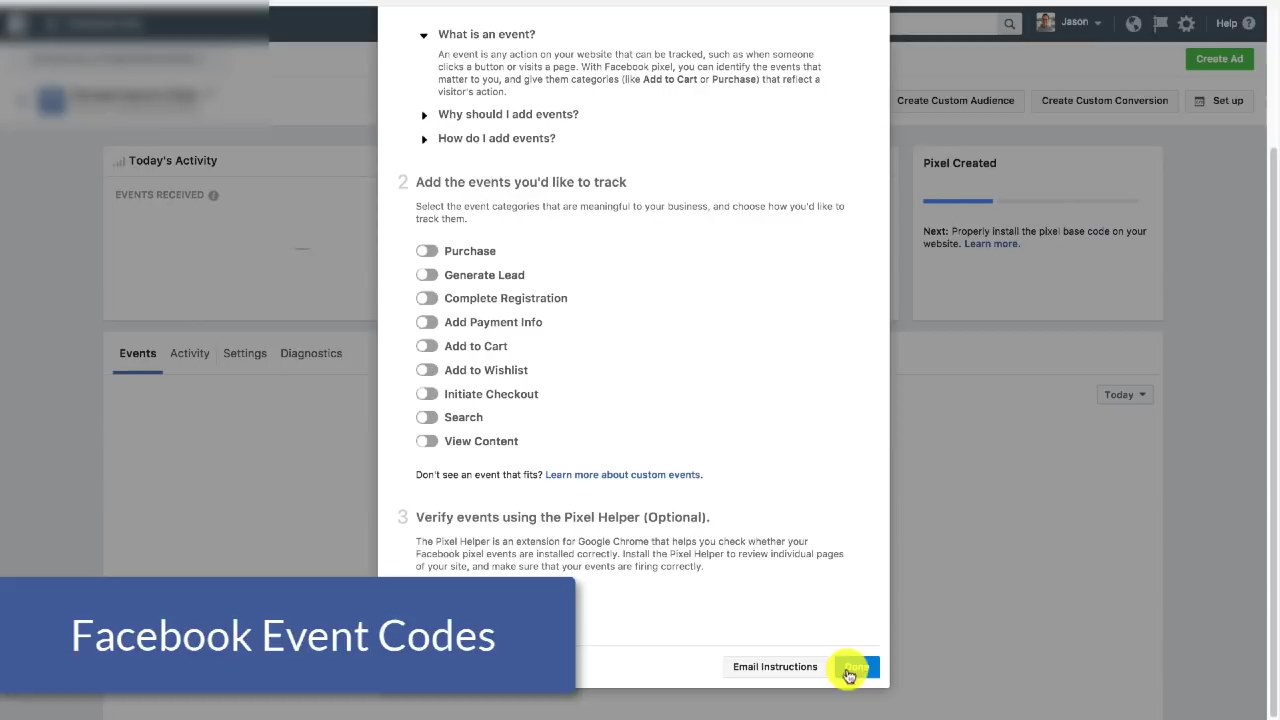 Jason
Help
Create Ad
Create Custom Audience
Create Custom Conversion
Set up
What is an event?
An event is any action on your website that can be tracked, such as when someone
clicks a button or visits a page. With Facebook pixel, you can identify the events that
matter to you, and give them categories (like Add to Cart or Purchase) that reflect a
visitor's action.
Why should I add events?
How do I add events?
Today's Activity
EVENTS RECEIVED
Pixel Created
Next: Properly install the pixel base code on your
website. Learn more.
2 Add the events you'd like to track
Select the event categories that are meaningful to your business, and choose how you'd like to
track them.
Purchase
Generate Lead
Complete Registration
Add Payment Info
Add to Cart
Add to Wishlist
Initiate Checkout
Search
View Content
Events Activity Settings Diagnostics
Today
Don't see an event that fits? Learn more about custom events.
3 Verify events using the Pixel Helper (Optional).
The Pixel Helper is an extension for Google Chrome that helps you check whether your
Facebook pixel events are installed correctly. Install the Pixel Helper to review individual pages
of your site, and make sure that your events are firing correctly.
Facebook Event Codes
Email Instructions
Done